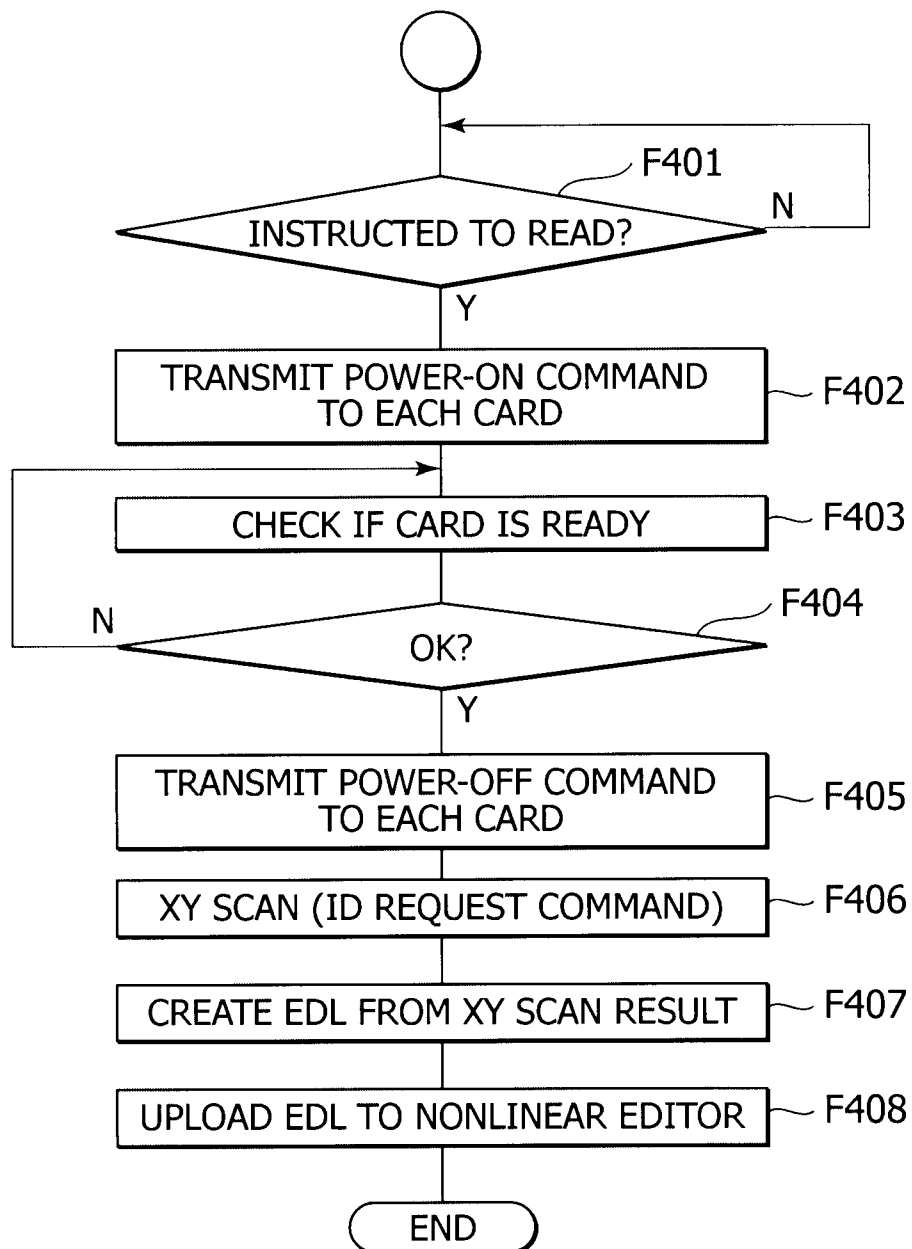 F401
INSTRUCTED TO READ?
N
Y
TRANSMIT POWER-ON COMMAND
TO EACH CARD
F402
CHECK IF CARD IS READY
F403
F404
N
OK?
Y
TRANSMIT POWER-OFF COMMAND
TO EACH CARD
F405
XY SCAN (ID REQUEST COMMAND)
F406
CREATE EDL FROM XY SCAN RESULT
F407
UPLOAD EDL TO NONLINEAR EDITOR
F408
END